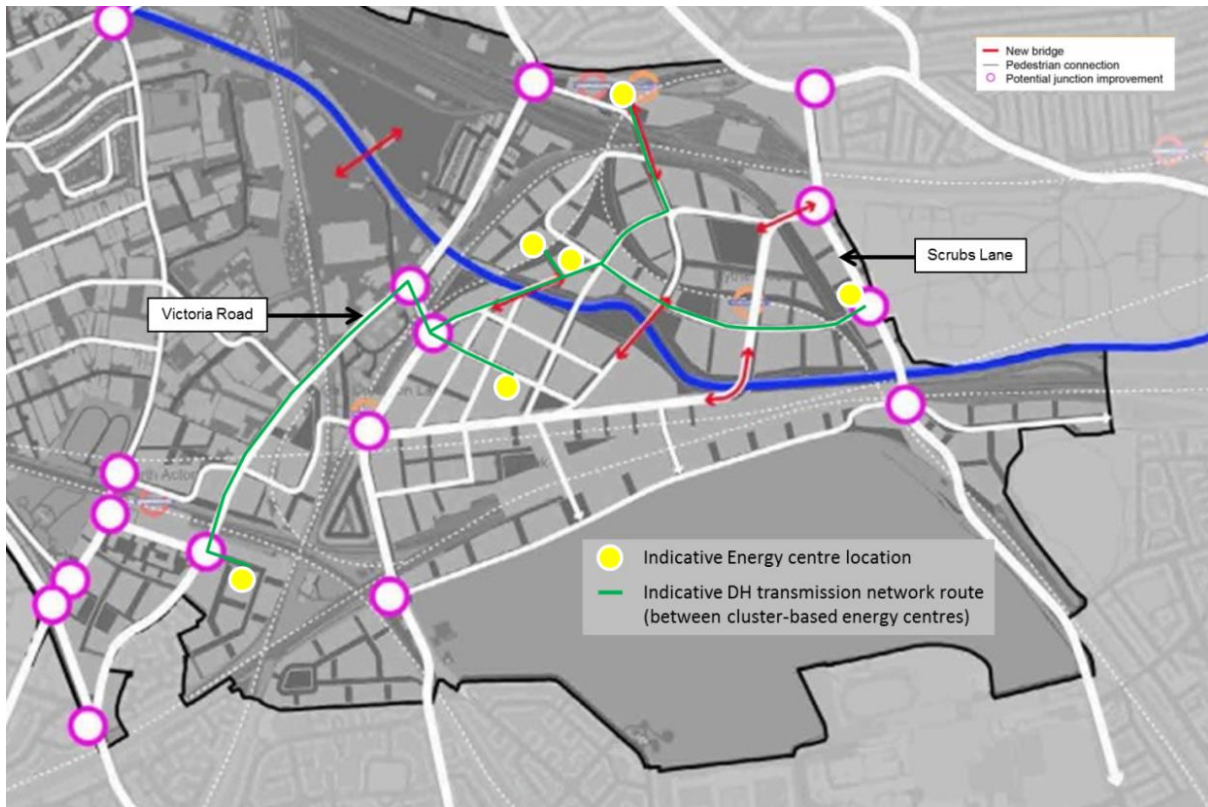 New bridge
Pedestrian connection
Potential junction improvement
Scrubs Lane
Victoria Road
Indicative Energy centre location
Indicative DH transmission network route
(between cluster-based energy centres)